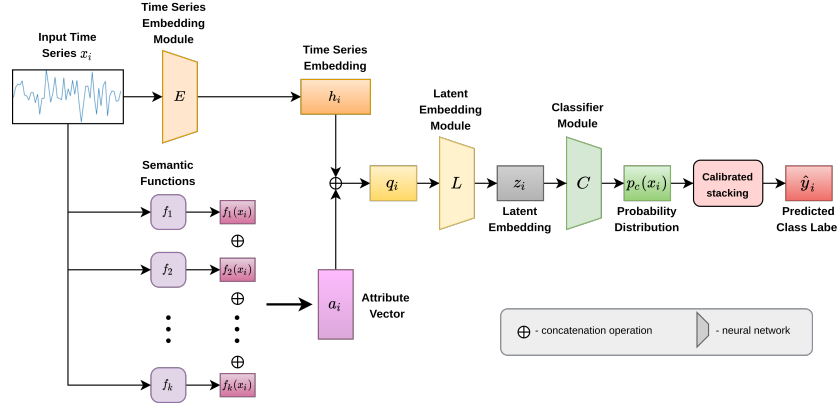 Time Series
Embedding
Module
Input Time
Series x_i
E
Time Series
Embedding
h_i
Latent
Embedding
Module
Classifier
Module
Semantic
Functions
⊕
q_i
L
z_i
C
p_c(x_i)
Calibrated
stacking
ŷ_i
Latent
Embedding
Probability
Distribution
Predicted
Class Labe
f_1
f_1(x_i)
⊕
f_2
f_2(x_i)
⊕
a_i
Attribute
Vector
⊕ - concatenation operation
- neural network
⊕
f_k
f_k(x_i)